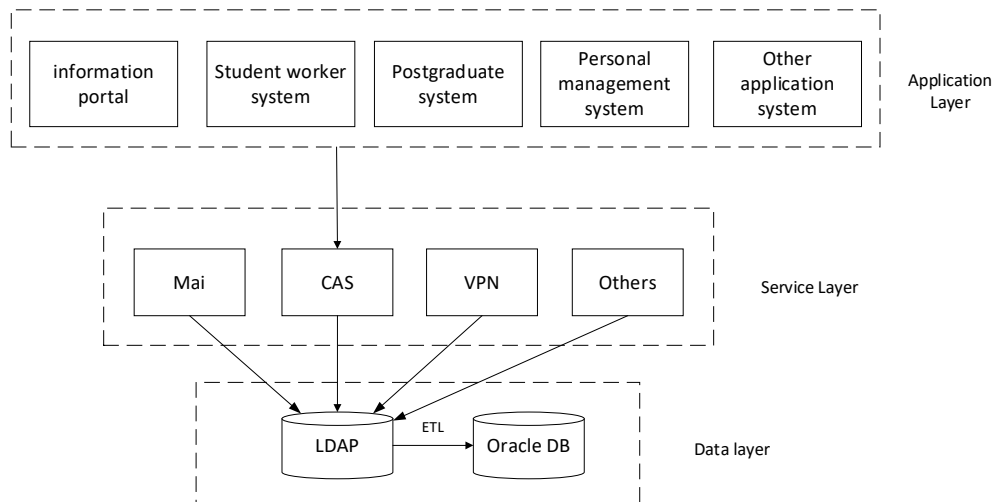 information
portal
Student worker
system
Postgraduate
system
Personal
management
system
Other
application
system
Application
Layer
Mai
CAS
VPN
Others
Service Layer
LDAP
ETL
Oracle DB
Data layer